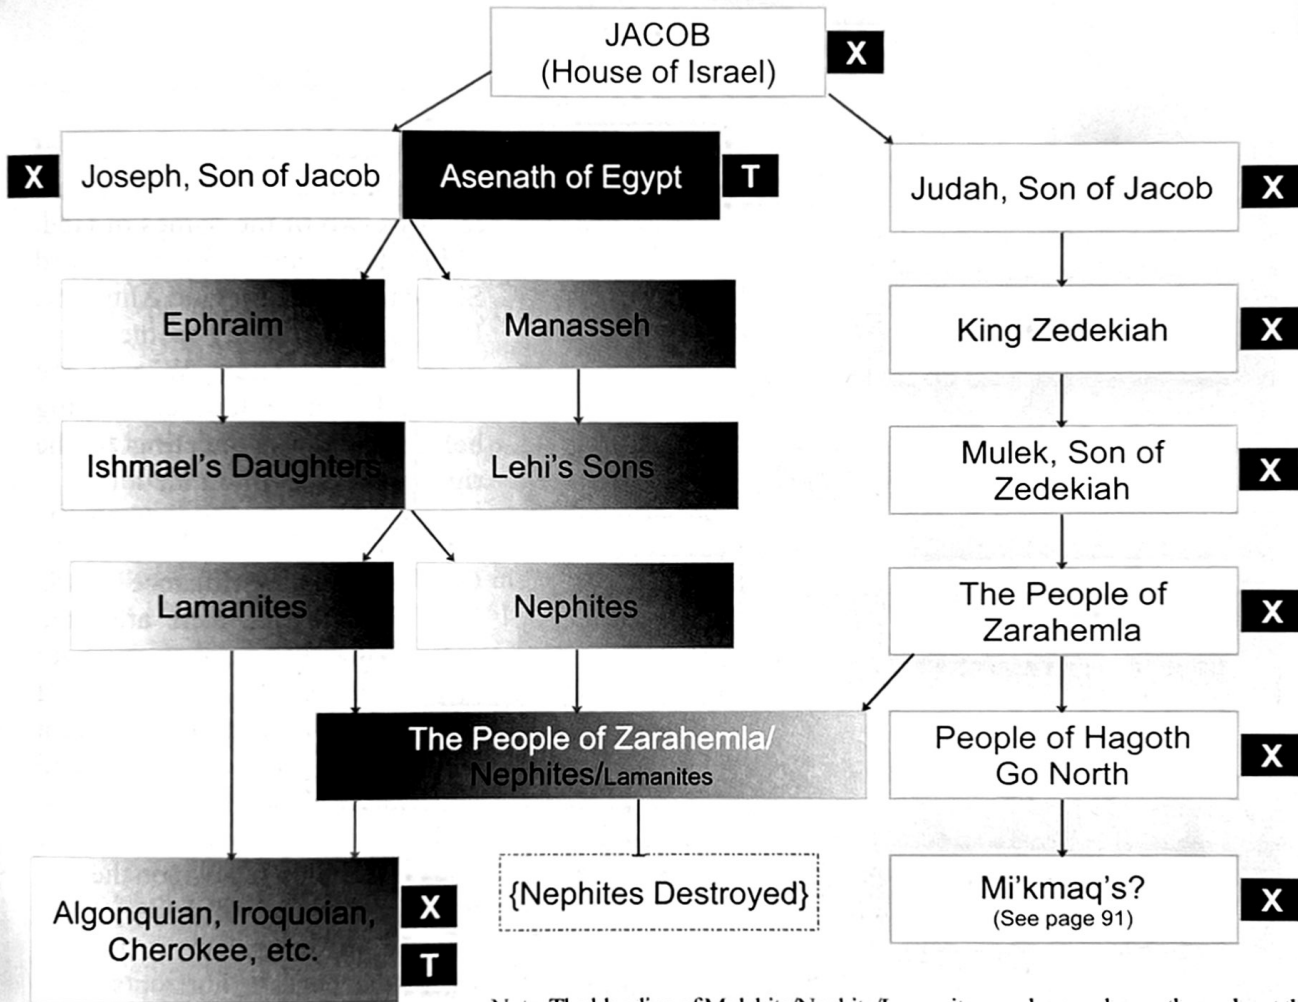 JACOB
(House of Israel)
X
X
Joseph, Son of Jacob
Asenath of Egypt
T
Judah, Son of Jacob
X
Ephraim
Manasseh
King Zedekiah
X
Ishmael's Daughters
Lehi's Sons
Mulek, Son of
Zedekiah
X
Lamanites
Nephites
The People of
Zarahemla
X
The People of Zarahemla/
Nephites/Lamanites
People of Hagoth
Go North
X
Algonquian, Iroquoian,
Cherokee, etc.
X
T
{Nephites Destroyed}
Mi'kmaq's?
(See page 91)
X